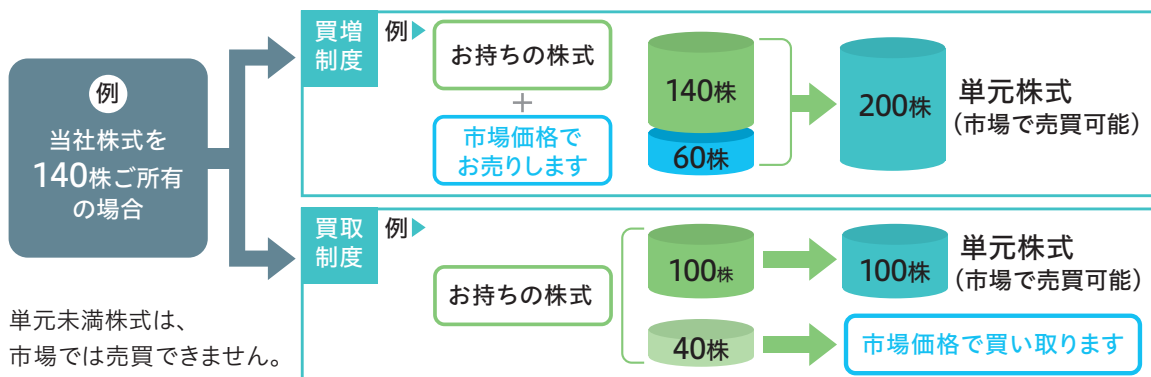 例
当社株式を
140株ご所有
の場合
単元未満株式は、
市場では売買できません。
買増
制度
例
お持ちの株式
+
市場価格で
お売りします
140株
60株
200株
単元株式
(市場で売買可能)
買取
制度
例
お持ちの株式
100株
40株
100株
単元株式
(市場で売買可能)
市場価格で買い取ります